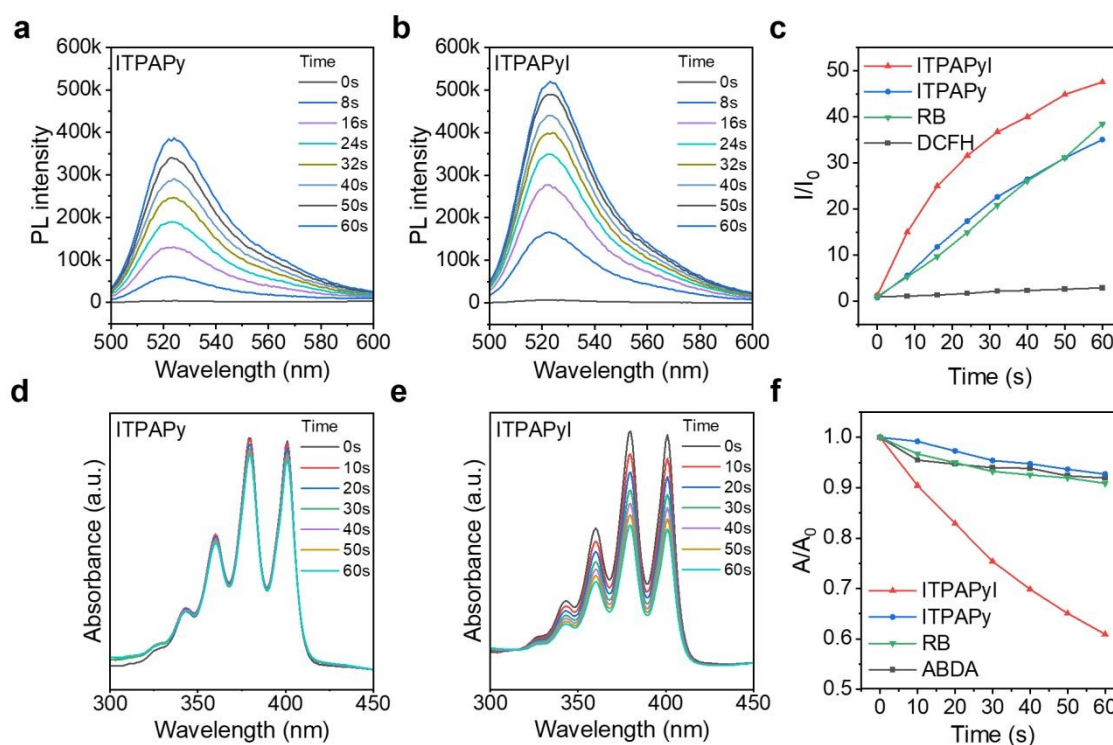 a
ITPAPy
Time
0s
8s
16s
24s
32s
40s
50s
60s
600k
500k
400k
300k
200k
100k
0
PL intensity
500 520 540 560 580 600
Wavelength (nm)
b
ITPAPyI
Time
0s
8s
16s
24s
32s
40s
50s
60s
600k
500k
400k
300k
200k
100k
0
PL intensity
500 520 540 560 580 600
Wavelength (nm)
c
ITPAPyI
ITPAPy
RB
DCFH
50
40
30
20
10
0
I/I0
0 10 20 30 40 50 60
Time (s)
d
ITPAPy
Time
0s
10s
20s
30s
40s
50s
60s
Absorbance (a.u.)
300 350 400 450
Wavelength (nm)
e
ITPAPyI
Time
0s
10s
20s
30s
40s
50s
60s
Absorbance (a.u.)
300 350 400 450
Wavelength (nm)
f
1.0
0.9
0.8
0.7
0.6
0.5
A/A0
ITPAPyI
ITPAPy
RB
ABDA
0 10 20 30 40 50 60
Time (s)